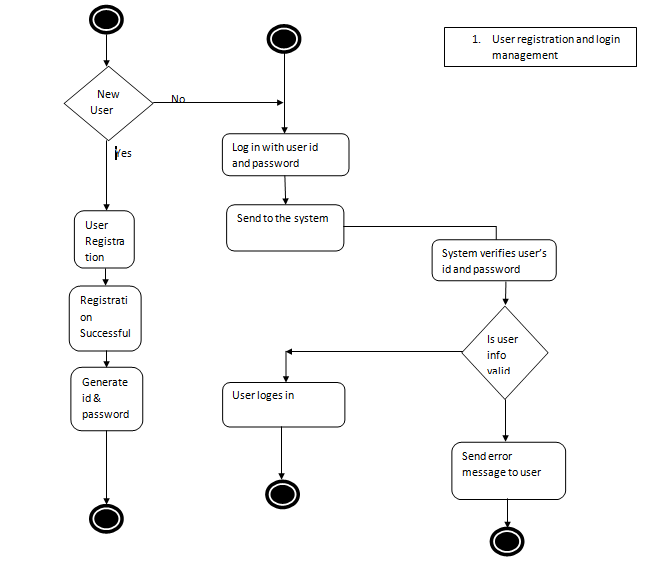 1. User registration and login
management
New
User
No
Yes
Log in with user id
and password
Send to the system
System verifies user's
id and password
User
Registra
tion
Registrati
on
Successful
Generate
id &
password
Is user
info
valid
User loges in
Send error
message to user